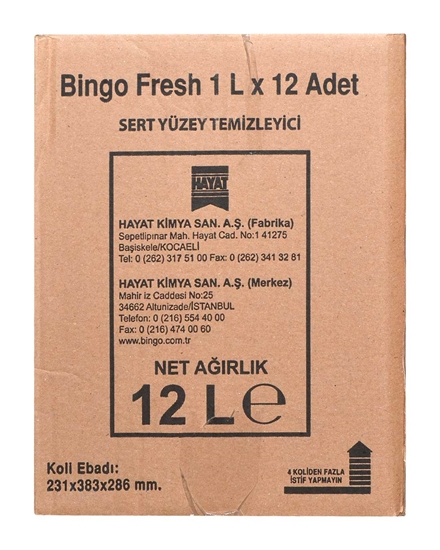 Bingo Fresh 1 L x 12 Adet
SERT YÜZEY TEMİZLEYİCİ
HAYAT
HAYAT KİMYA SAN. A.Ş. (Fabrika)
Sepetlipınar Mah. Hayat Cad. No:1 41275
Başiskele/KOCAELİ
Tel: 0 (262) 317 51 00 Fax: 0 (262) 341 32 81
HAYAT KİMYA SAN. A.Ş. (Merkez)
Mahir iz Caddesi No:25
34662 Altunizade/İSTANBUL
Telefon: 0 (216) 554 40 00
Fax: 0 (216) 474 00 60
www.bingo.com.tr
NET AĞIRLIK
12 L℮
Koli Ebadı:
231x383x286 mm.
4 KOLİDEN FAZLA
İSTİF YAPMAYIN